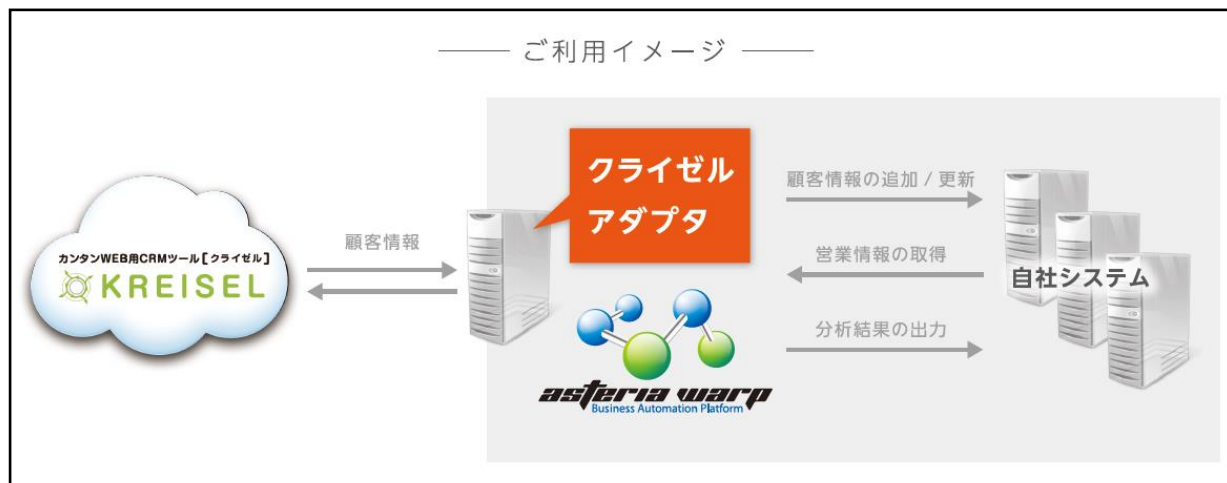 ご利用イメージ
クライゼル
アダプタ
カンタンWEB用CRMツール[クライゼル]
KREISEL
顧客情報
顧客情報の追加 / 更新
営業情報の取得
分析結果の出力
自社システム
asteria warp
Business Automation Platform